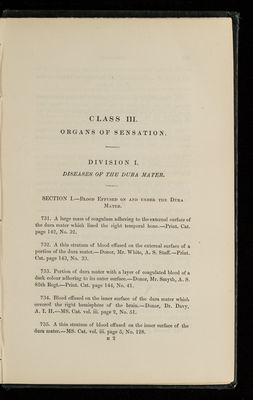 CLASS III.
ORGANS OF SENSATION.
DIVISION I.
DISEASES OF THE DURA MATER.
SECTION I.—Blood Effused on and under the Dura
Mater.
731. A large mass of coagulum adhering to the external surface of
the dura mater which lined the right temporal bone.—Print. Cat.
page 142, No. 32.
732. A thin stratum of blood effused on the external surface of a
portion of the dura mater.—Donor, Mr. White, A. S. Staff.—Print.
Cat. page 143, No. 33.
733. Portion of dura mater with a layer of coagulated blood of a
dark colour adhering to its outer surface.—Donor, Mr. Smyth, A. S.
85th Regt.—Print. Cat. page 144, No. 41.
734. Blood effused on the inner surface of the dura mater which
covered the right hemisphere of the brain.—Donor, Dr. Davy,
A. I. H.—MS. Cat. vol. iii. page 2, No. 51.
735. A thin stratum of blood effused on the inner surface of the
dura mater.—MS. Cat. vol. iii. page 5, No. 128.
H 2